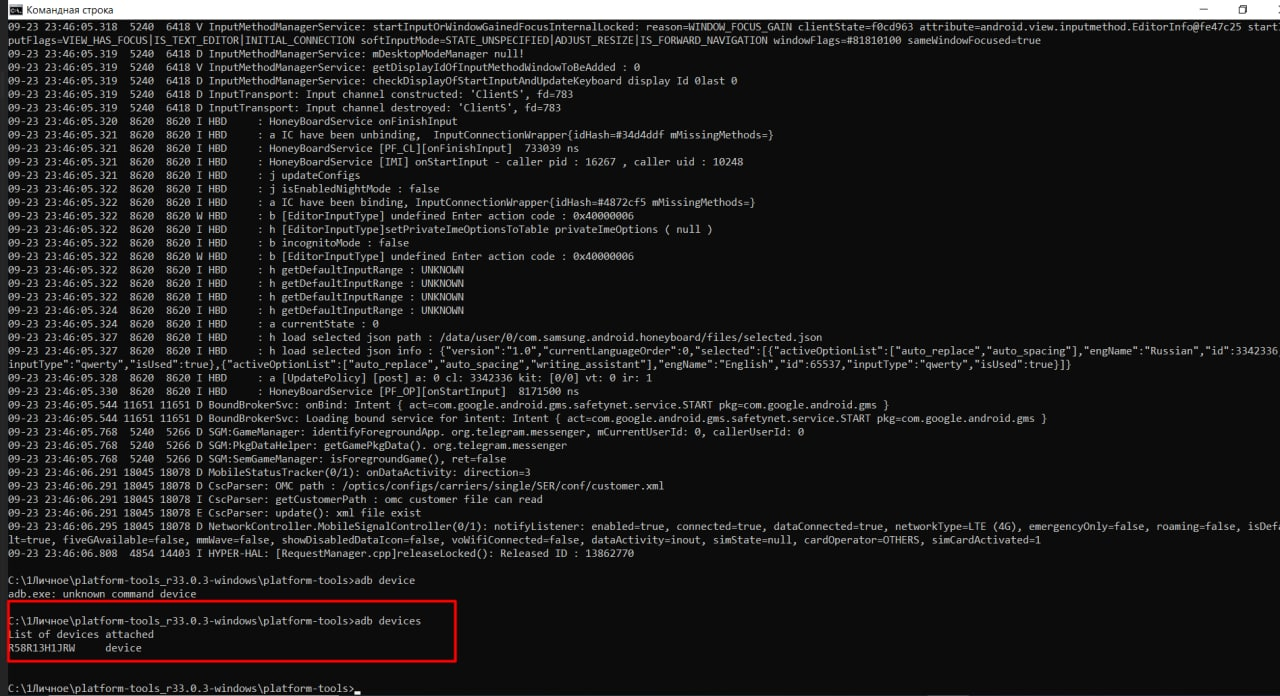 Командная строка
09-23 23:46:05.318  5240  6418 V InputMethodManagerService: startInputOrWindowGainedFocusInternalLocked: reason=WINDOW_FOCUS_GAIN clientState=f0cd963 attribute=android.view.inputmethod.EditorInfo@fe47c25 start
putFlags=VIEW_HAS_FOCUS|IS_TEXT_EDITOR|INITIAL_CONNECTION softInputMode=STATE_UNSPECIFIED|ADJUST_RESIZE|IS_FORWARD_NAVIGATION windowFlags=#81810100 sameWindowFocused=true
09-23 23:46:05.319  5240  6418 D InputMethodManagerService: mDesktopModeManager null!
09-23 23:46:05.319  5240  6418 V InputMethodManagerService: getDisplayIdOfInputMethodWindowToBeAdded : 0
09-23 23:46:05.319  5240  6418 D InputMethodManagerService: checkDisplayOfStartInputAndUpdateKeyboard display Id 0last 0
09-23 23:46:05.319  5240  6418 D InputTransport: Input channel constructed: 'ClientS', fd=783
09-23 23:46:05.319  5240  6418 D InputTransport: Input channel destroyed: 'ClientS', fd=783
09-23 23:46:05.320  8620  8620 I HBD     : HoneyBoardService onFinishInput
09-23 23:46:05.321  8620  8620 I HBD     : a IC have been unbinding,  InputConnectionWrapper{idHash=#34d4ddf mMissingMethods=}
09-23 23:46:05.321  8620  8620 I HBD     : HoneyBoardService [PF_CL][onFinishInput]  733039 ns
09-23 23:46:05.321  8620  8620 I HBD     : HoneyBoardService [IMI] onStartInput - caller pid : 16267 , caller uid : 10248
09-23 23:46:05.321  8620  8620 I HBD     : j updateConfigs
09-23 23:46:05.321  8620  8620 I HBD     : j isEnabledNightMode : false
09-23 23:46:05.322  8620  8620 I HBD     : a IC have been binding, InputConnectionWrapper{idHash=#4872cf5 mMissingMethods=}
09-23 23:46:05.322  8620  8620 W HBD     : b [EditorInputType] undefined Enter action code : 0x40000006
09-23 23:46:05.322  8620  8620 I HBD     : h [EditorInputType]setPrivateImeOptionsToTable privateImeOptions ( null )
09-23 23:46:05.322  8620  8620 I HBD     : b incognitoMode : false
09-23 23:46:05.322  8620  8620 W HBD     : b [EditorInputType] undefined Enter action code : 0x40000006
09-23 23:46:05.322  8620  8620 I HBD     : h getDefaultInputRange : UNKNOWN
09-23 23:46:05.322  8620  8620 I HBD     : h getDefaultInputRange : UNKNOWN
09-23 23:46:05.322  8620  8620 I HBD     : h getDefaultInputRange : UNKNOWN
09-23 23:46:05.324  8620  8620 I HBD     : h getDefaultInputRange : UNKNOWN
09-23 23:46:05.324  8620  8620 I HBD     : a currentState : 0
09-23 23:46:05.327  8620  8620 I HBD     : h load selected json path : /data/user/0/com.samsung.android.honeyboard/files/selected.json
09-23 23:46:05.327  8620  8620 I HBD     : h load selected json info : {"version":"1.0","currentLanguageOrder":0,"selected":[{"activeOptionList":["auto_replace","auto_spacing"],"engName":"Russian","id":3342336,
inputType":"qwerty","isUsed":true},{"activeOptionList":["auto_replace","auto_spacing","writing_assistant"],"engName":"English","id":65537,"inputType":"qwerty","isUsed":true}]}
09-23 23:46:05.328  8620  8620 I HBD     : a [UpdatePolicy] [post] a: 0 cl: 3342336 kit: [0/0] vt: 0 ir: 1
09-23 23:46:05.330  8620  8620 I HBD     : HoneyBoardService [PF_OP][onStartInput]  8171500 ns
09-23 23:46:05.544 11651 11651 D BoundBrokerSvc: onBind: Intent { act=com.google.android.gms.safetynet.service.START pkg=com.google.android.gms }
09-23 23:46:05.544 11651 11651 D BoundBrokerSvc: Loading bound service for intent: Intent { act=com.google.android.gms.safetynet.service.START pkg=com.google.android.gms }
09-23 23:46:05.768  5240  5266 D SGM:GameManager: identifyForegroundApp. org.telegram.messenger, mCurrentUserId: 0, callerUserId: 0
09-23 23:46:05.768  5240  5266 D SGM:PkgDataHelper: getGamePkgData(). org.telegram.messenger
09-23 23:46:05.768  5240  5266 D SGM:SemGameManager: isForegroundGame(), ret=false
09-23 23:46:06.291 18045 18078 D MobileStatusTracker(0/1): onDataActivity: direction=3
09-23 23:46:06.291 18045 18078 D CscParser: OMC path : /optics/configs/carriers/single/SER/conf/customer.xml
09-23 23:46:06.291 18045 18078 I CscParser: getCustomerPath : omc customer file can read
09-23 23:46:06.291 18045 18078 E CscParser: update(): xml file exist
09-23 23:46:06.295 18045 18078 D NetworkController.MobileSignalController(0/1): notifyListener: enabled=true, connected=true, dataConnected=true, networkType=LTE (4G), emergencyOnly=false, roaming=false, isDefa
lt=true, fiveGAvailable=false, mmWave=false, showDisabledDataIcon=false, voWifiConnected=false, dataActivity=inout, simState=null, cardOperator=OTHERS, simCardActivated=1
09-23 23:46:06.808  4854 14403 I HYPER-HAL: [RequestManager.cpp]releaseLocked(): Released ID : 13862770
C:\1Личное\platform-tools_r33.0.3-windows\platform-tools>adb device
adb.exe: unknown command device
C:\1Личное\platform-tools_r33.0.3-windows\platform-tools>adb devices
List of devices attached
R58R13H1JRW     device
C:\1Личное\platform-tools_r33.0.3-windows\platform-tools>